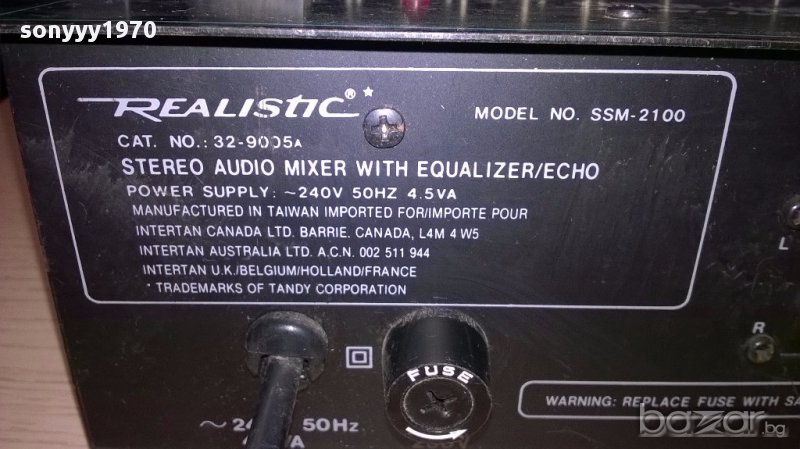 sonyyy1970
REALISTIC®*
MODEL NO. SSM-2100
CAT. NO.: 32-9005A
STEREO AUDIO MIXER WITH EQUALIZER/ECHO
POWER SUPPLY: ~240V 50HZ 4.5VA
MANUFACTURED IN TAIWAN IMPORTED FOR/IMPORTE POUR
INTERTAN CANADA LTD. BARRIE. CANADA, L4M 4W5
INTERTAN AUSTRALIA LTD. A.C.N. 002 511 944
INTERTAN U.K./BELGIUM/HOLLAND/FRANCE
* TRADEMARKS OF TANDY CORPORATION
L
R
FUSE
WARNING: REPLACE FUSE WITH SA
~ 24 50Hz
VA
bazar.bg